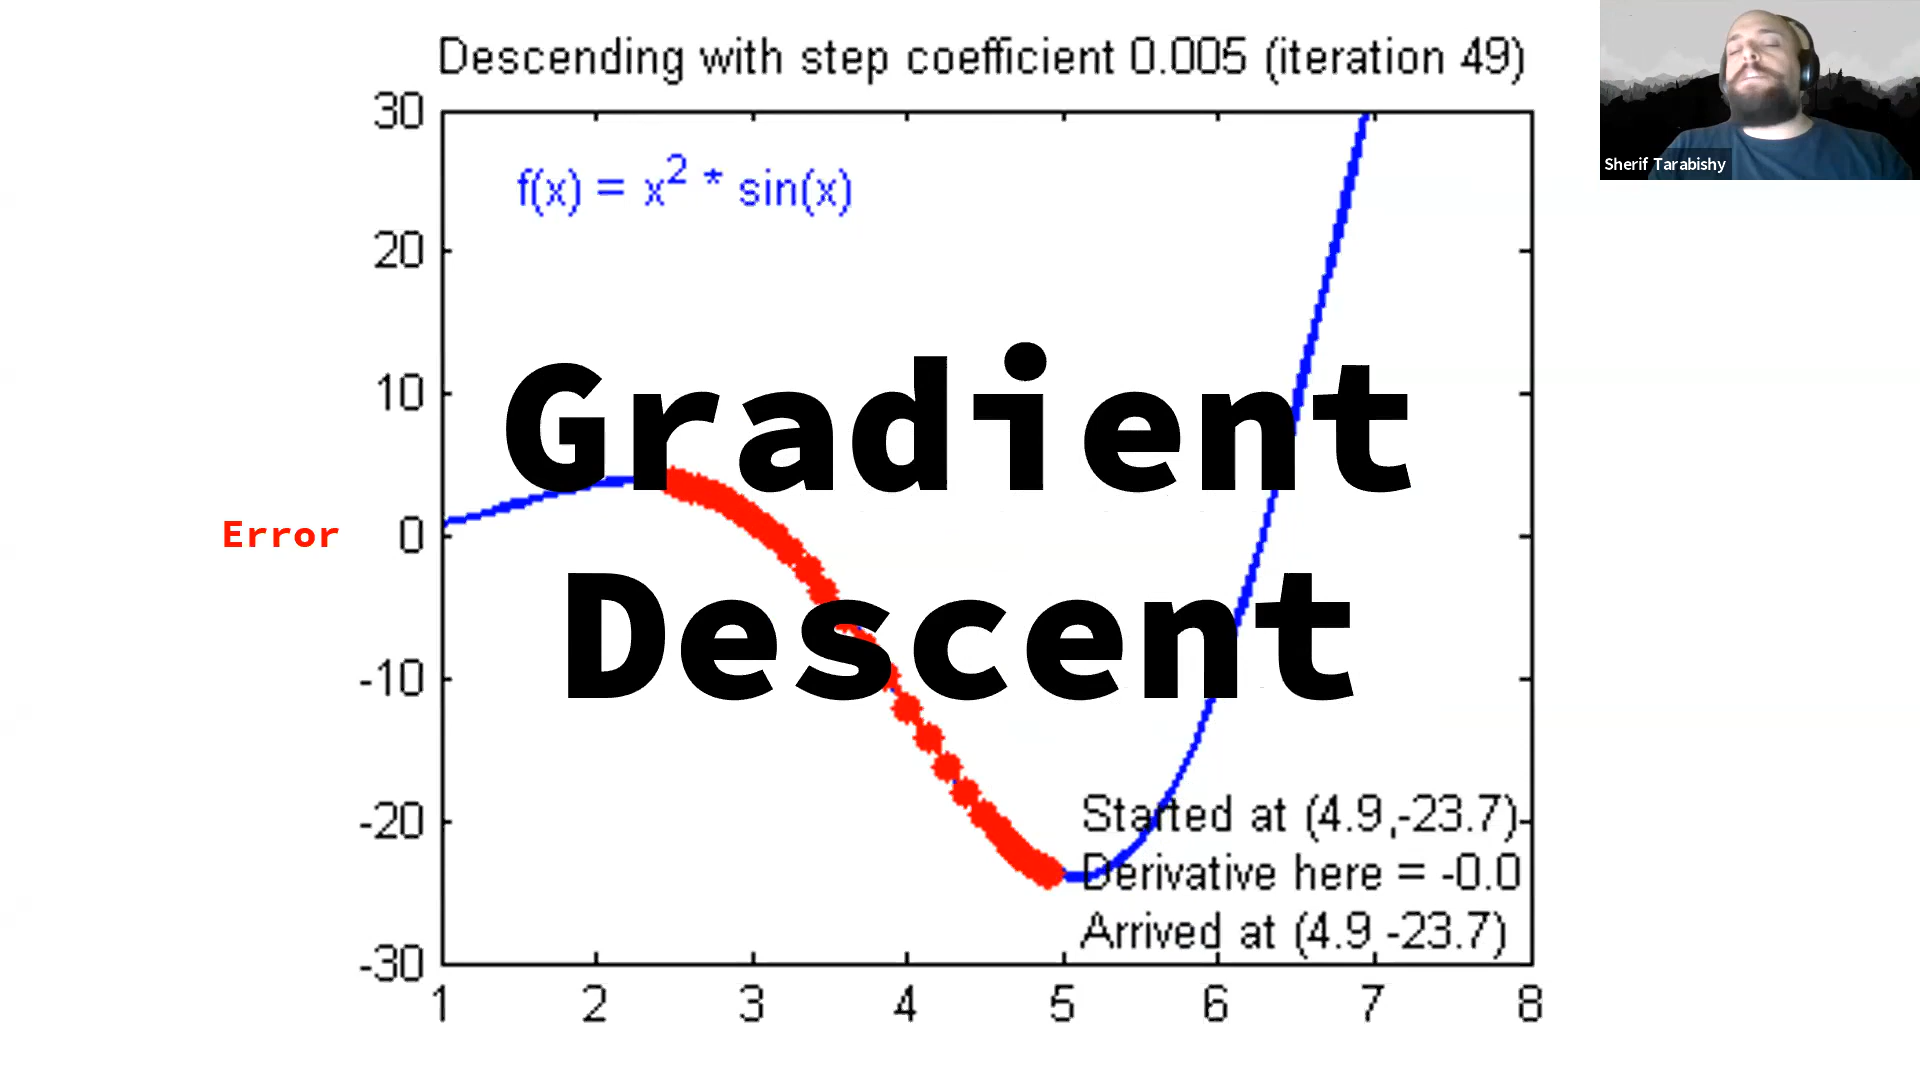 Descending with step coefficient 0.005 (iteration 49)
Sherif Tarabishy
30
f(x) = x² * sin(x)
20
10
Gradient
Error
0
Descent
-10
-20
Started at (4.9,-23.7)
Derivative here = -0.0
Arrived at (4.9 -23.7)
-30
1 2 3 4 5 6 7 8